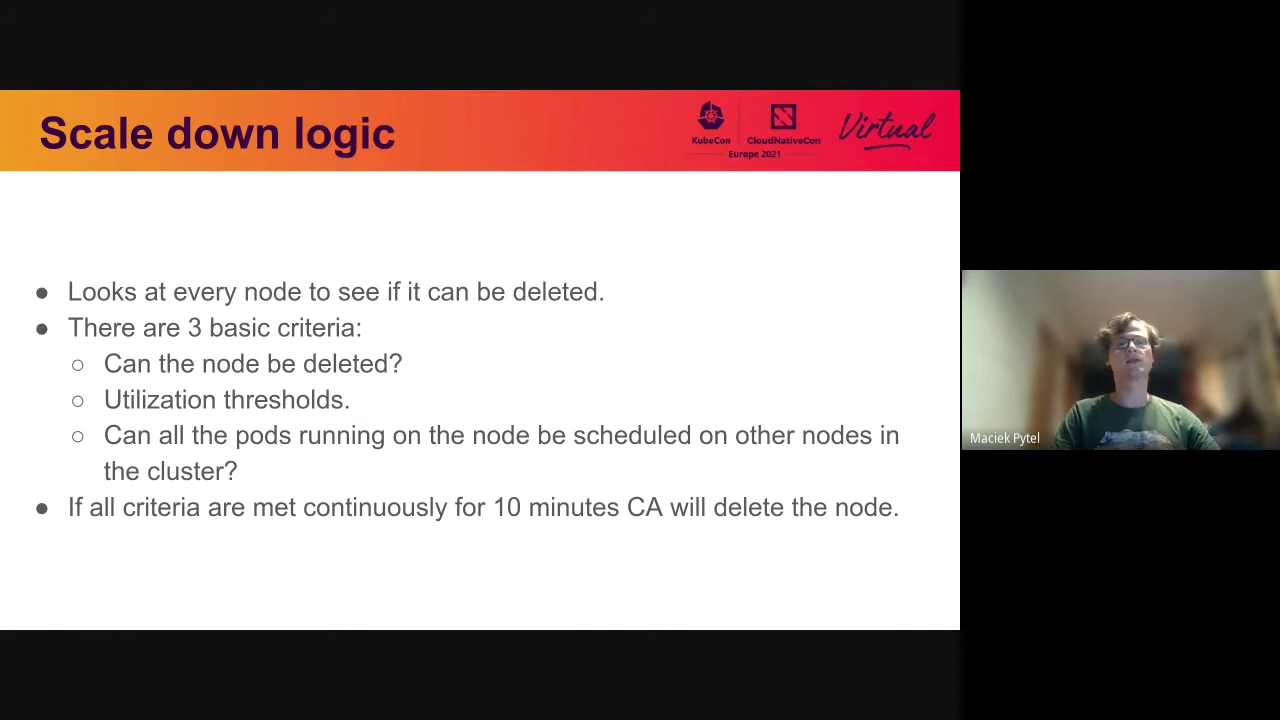 Scale down logic
KubeCon
CloudNativeCon
Europe 2021
Virtual
● Looks at every node to see if it can be deleted.
● There are 3 basic criteria:
○ Can the node be deleted?
○ Utilization thresholds.
○ Can all the pods running on the node be scheduled on other nodes in
the cluster?
● If all criteria are met continuously for 10 minutes CA will delete the node.
Maciek Pytel